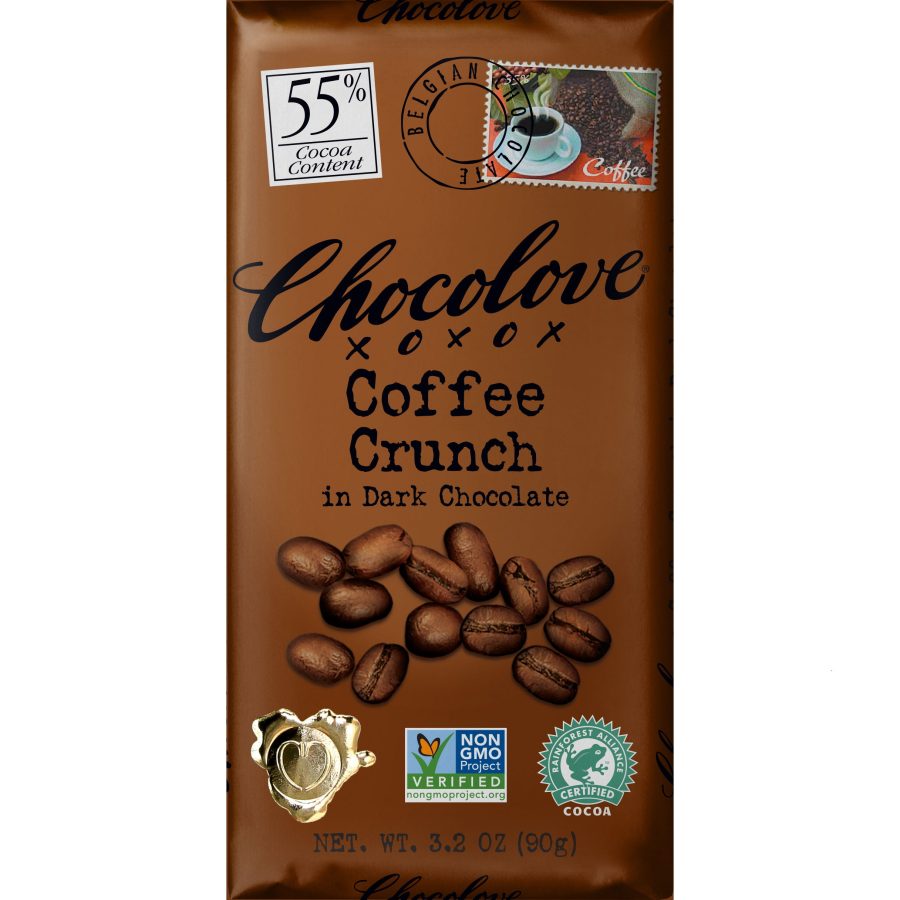 Chocolove
55%
Cocoa
Content
BELGIAN CHOCOLATE
Coffee
Chocolove®
xoxox
Coffee
Crunch
in Dark Chocolate
NON
GMO
Project
VERIFIED
nongmoproject.org
RAINFOREST ALLIANCE
CERTIFIED
COCOA
NET. WT. 3.2 OZ (90g)
Chocolove